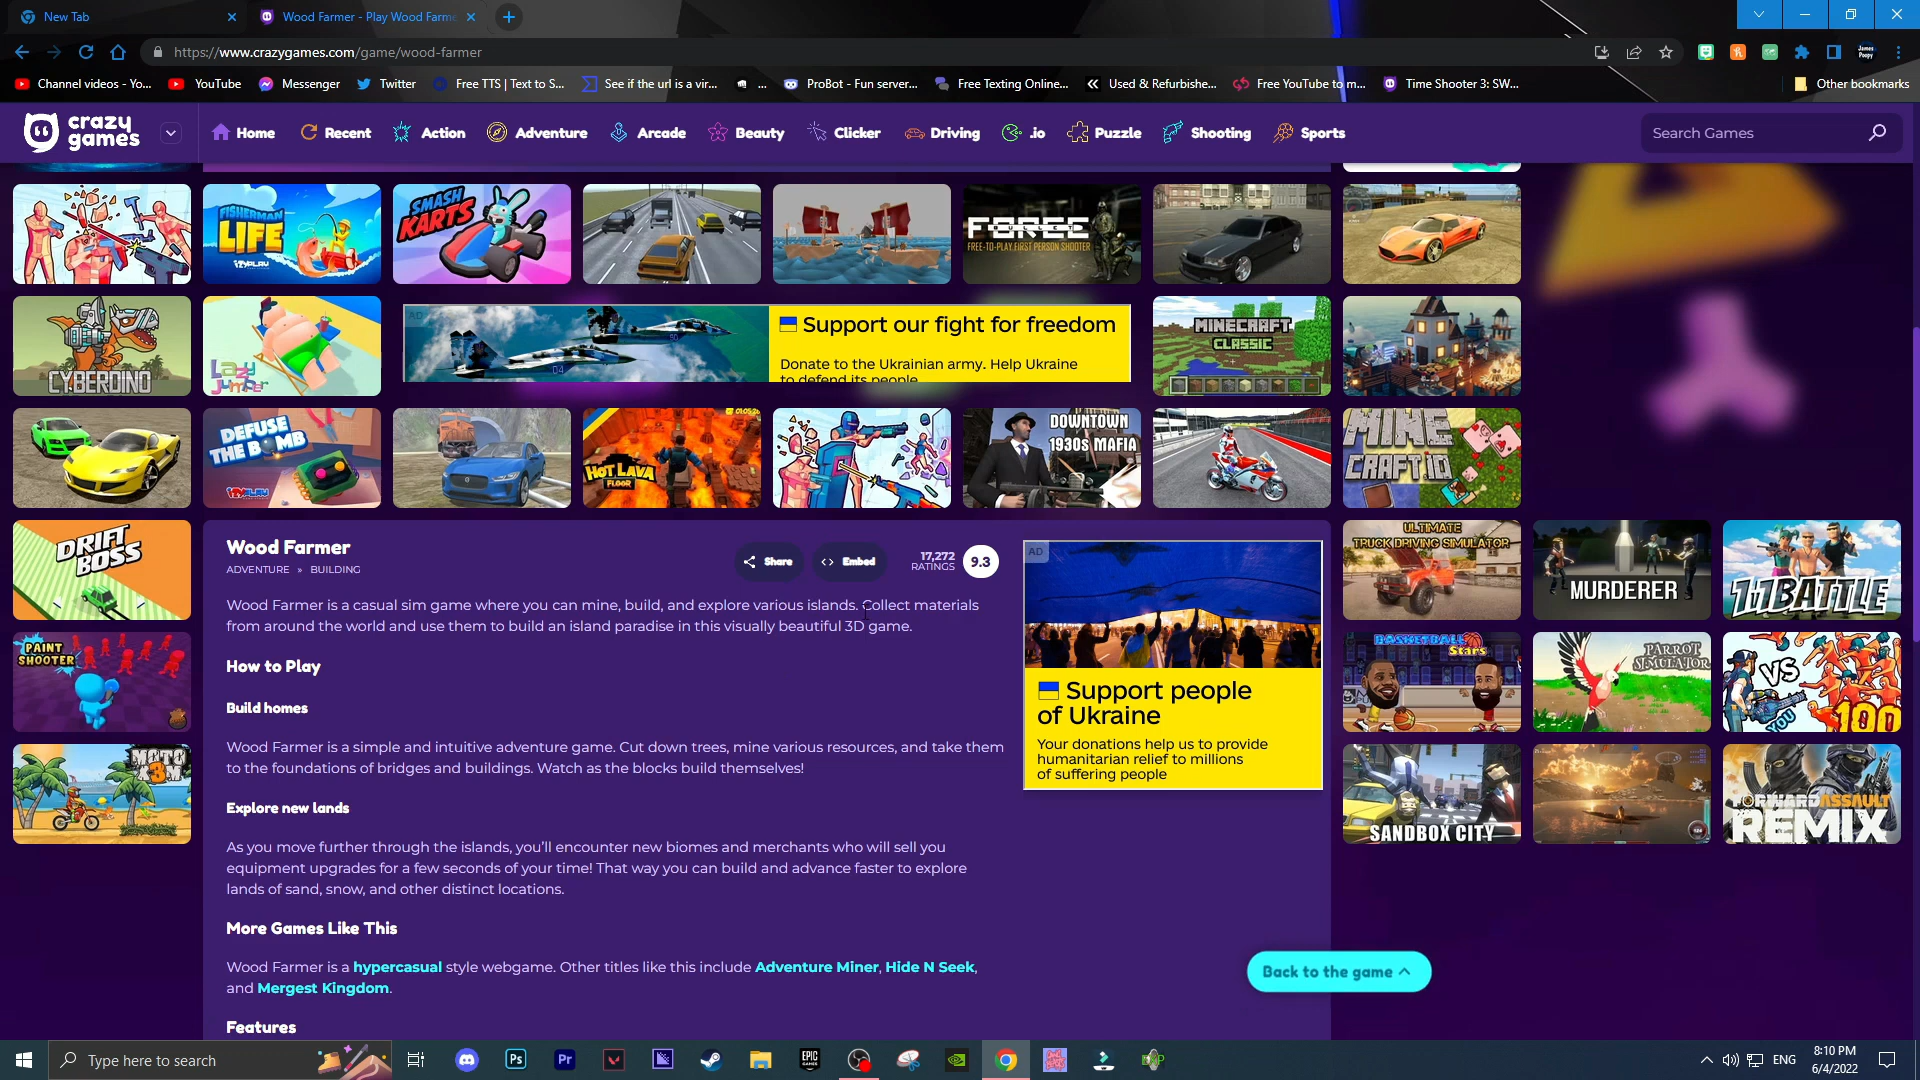 New Tab
Wood Farmer - Play Wood Farme
https://www.crazygames.com/game/wood-farmer
Channel videos - Yo...
YouTube
Messenger
Twitter
Free TTS | Text to S...
See if the url is a vir...
...
ProBot - Fun server...
Free Texting Online...
Used & Refurbishe...
Free YouTube to m...
Time Shooter 3: SW...
Other bookmarks
crazy
games
Home
Recent
Action
Adventure
Arcade
Beauty
Clicker
Driving
.io
Puzzle
Shooting
Sports
Search Games
FISHERMAN
LIFE
SMASH
KARTS
FREE-TO-PLAY FIRST PERSON SHOOTER
CYBERDINO
Lazy
Jumper
AD
Support our fight for freedom
Donate to the Ukrainian army. Help Ukraine
to defend its people
04
MINECRAFT
CLASSIC
DEFUSE
THE BOMB
HOT LAVA
FLOOR
DOWNTOWN
1930s MAFIA
MINE
CRAFT IO
DRIFT
BOSS
PAINT
SHOOTER
MOTO
X3M
Wood Farmer
ADVENTURE » BUILDING
Share
Embed
17,272
RATINGS
9.3
Wood Farmer is a casual sim game where you can mine, build, and explore various islands. Collect materials
from around the world and use them to build an island paradise in this visually beautiful 3D game.
How to Play
Build homes
Wood Farmer is a simple and intuitive adventure game. Cut down trees, mine various resources, and take them
to the foundations of bridges and buildings. Watch as the blocks build themselves!
Explore new lands
As you move further through the islands, you'll encounter new biomes and merchants who will sell you
equipment upgrades for a few seconds of your time! That way you can build and advance faster to explore
lands of sand, snow, and other distinct locations.
More Games Like This
Wood Farmer is a hypercasual style webgame. Other titles like this include Adventure Miner, Hide N Seek,
and Mergest Kingdom.
Features
AD
Support people
of Ukraine
Your donations help us to provide
humanitarian relief to millions
of suffering people
ULTIMATE
TRUCK DRIVING SIMULATOR
MURDERER
1v1 BATTLE
BASKETBALL
Stars
PARROT
SIMULATOR
VS
YOU
100
SANDBOX CITY
FORWARD ASSAULT
REMIX
Back to the game
Type here to search
Ps
Pr
EPIC
GAMES
ENG
8:10 PM
6/4/2022